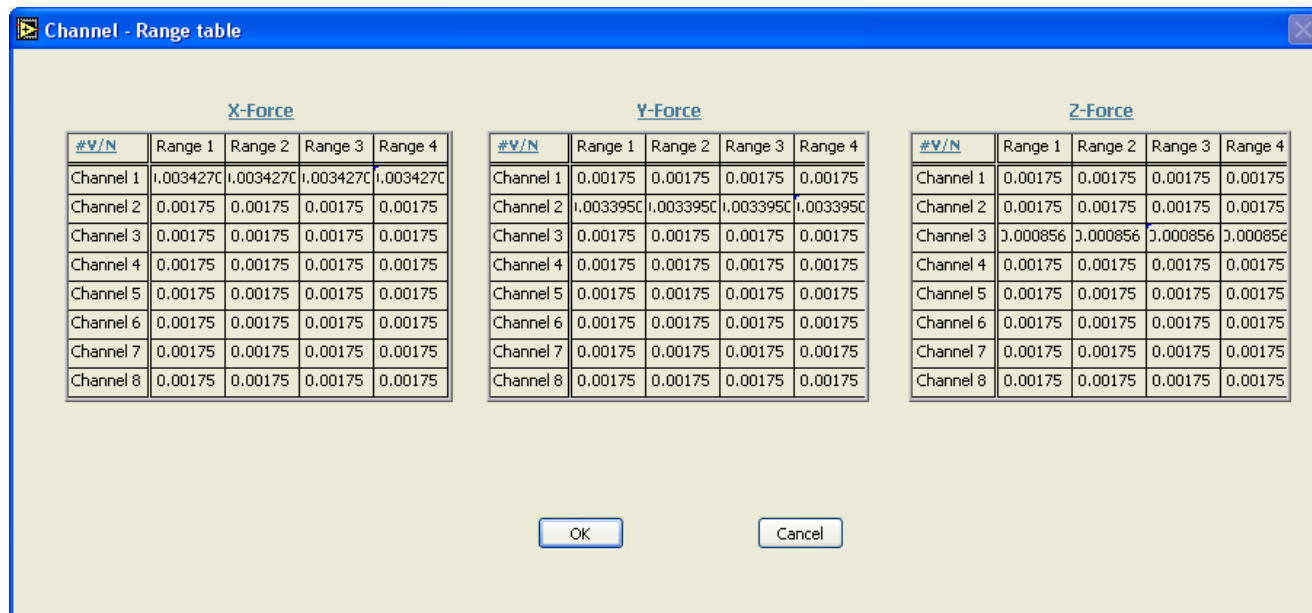 Channel - Range table
X-Force
#V/N Range 1 Range 2 Range 3 Range 4
Channel 1
Channel 2 0.00175 0.00175 0.00175 0.00175
Channel 3 0.00175 0.00175 0.00175 0.00175
Channel 4 0.00175 0.00175 0.00175 0.00175
Channel 5 0.00175 0.00175 0.00175 0.00175
Channel 6 0.00175 0.00175 0.00175 0.00175
Channel 7 0.00175 0.00175 0.00175 0.00175
Channel 8 0.00175 0.00175 0.00175 0.00175
Y-Force
#V/N Range 1 Range 2 Range 3 Range 4
Channel 1 0.00175 0.00175 0.00175 0.00175
Channel 2
Channel 3 0.00175 0.00175 0.00175 0.00175
Channel 4 0.00175 0.00175 0.00175 0.00175
Channel 5 0.00175 0.00175 0.00175 0.00175
Channel 6 0.00175 0.00175 0.00175 0.00175
Channel 7 0.00175 0.00175 0.00175 0.00175
Channel 8 0.00175 0.00175 0.00175 0.00175
Z-Force
#V/N Range 1 Range 2 Range 3 Range 4
Channel 1 0.00175 0.00175 0.00175 0.00175
Channel 2 0.00175 0.00175 0.00175 0.00175
Channel 3 0.000856 0.000856 0.000856 0.000856
Channel 4 0.00175 0.00175 0.00175 0.00175
Channel 5 0.00175 0.00175 0.00175 0.00175
Channel 6 0.00175 0.00175 0.00175 0.00175
Channel 7 0.00175 0.00175 0.00175 0.00175
Channel 8 0.00175 0.00175 0.00175 0.00175
OK Cancel